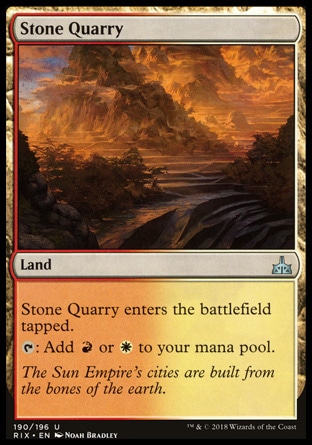 Stone Quarry
Land
Stone Quarry enters the battlefield
tapped.
: Add or to your mana pool.
The Sun Empire's cities are built from
the bones of the earth.
190/196 U
RIX • EN Noah Bradley
™ & © 2018 Wizards of the Coast